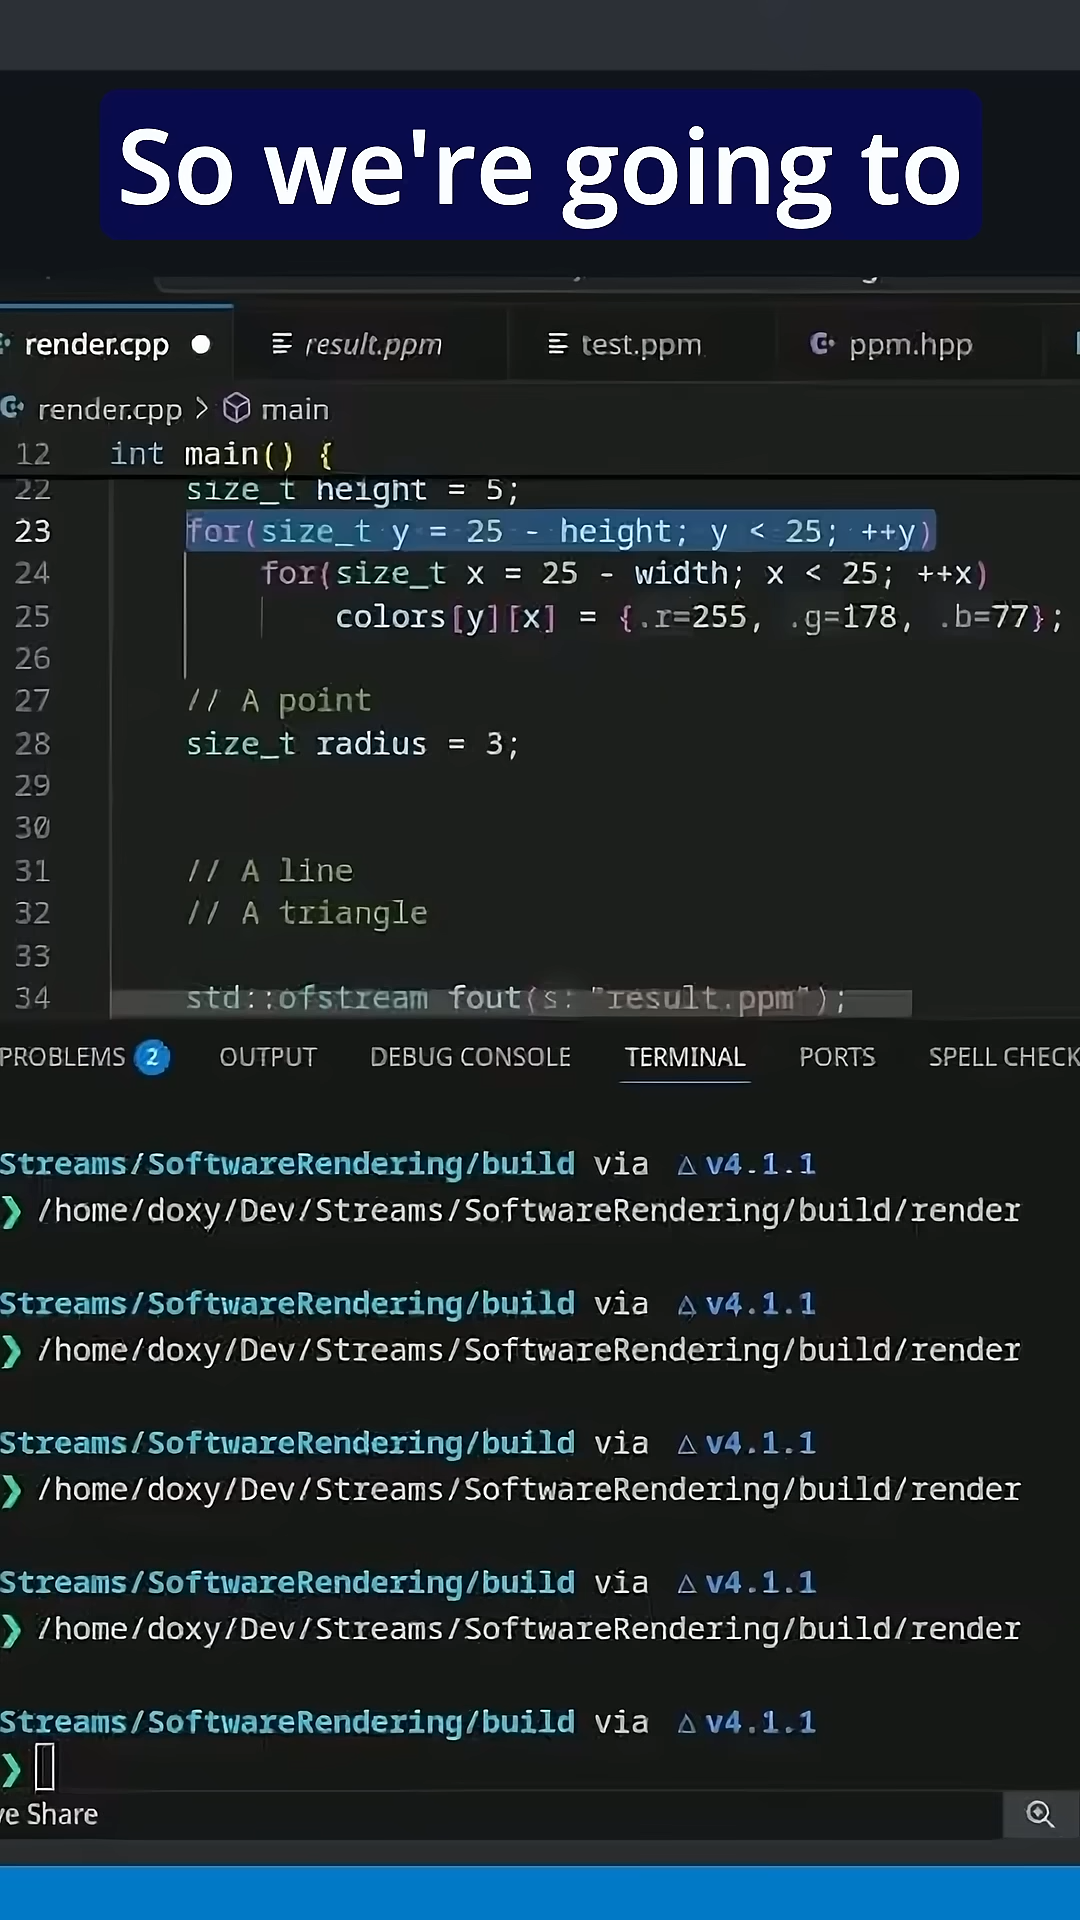 So we're going to
render.cpp result.ppm test.ppm ppm.hpp
render.cpp > main
12 int main() {
22 size_t height = 5;
23 for(size_t y = 25 - height; y < 25; ++y)
24 for(size_t x = 25 - width; x < 25; ++x)
25 colors[y][x] = {.r=255, .g=178, .b=77};
26
27 // A point
28 size_t radius = 3;
29
30
31 // A line
32 // A triangle
33
34 std::ofstream fout(s: "result.ppm");
PROBLEMS 2 OUTPUT DEBUG CONSOLE TERMINAL PORTS SPELL CHECK
Streams/SoftwareRendering/build via △ v4.1.1
❯ /home/doxy/Dev/Streams/SoftwareRendering/build/render
Streams/SoftwareRendering/build via △ v4.1.1
❯ /home/doxy/Dev/Streams/SoftwareRendering/build/render
Streams/SoftwareRendering/build via △ v4.1.1
❯ /home/doxy/Dev/Streams/SoftwareRendering/build/render
Streams/SoftwareRendering/build via △ v4.1.1
❯ /home/doxy/Dev/Streams/SoftwareRendering/build/render
Streams/SoftwareRendering/build via △ v4.1.1
❯
ve Share